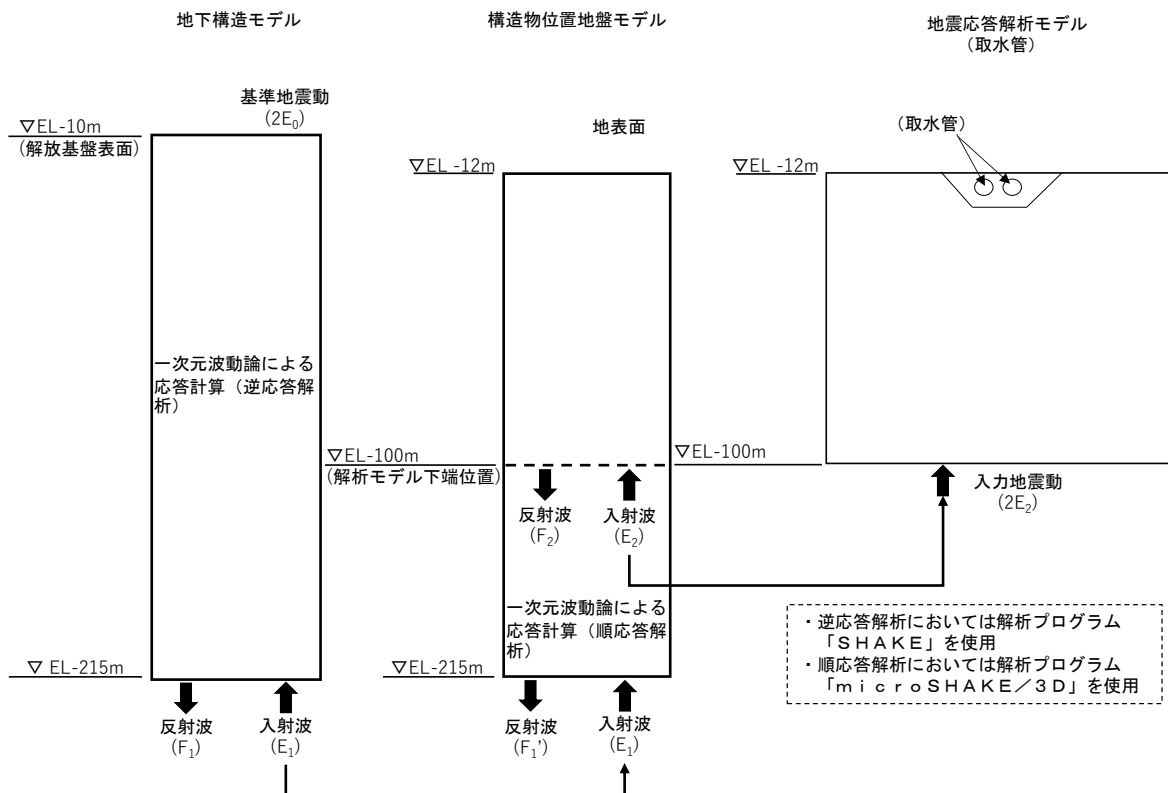 地下構造モデル
構造物位置地盤モデル
地震応答解析モデル
(取水管)
基準地震動
(2E₀)
▽EL-10m
(解放基盤表面)
地表面
(取水管)
▽EL -12m
▽EL -12m
一次元波動論による
応答計算（逆応答解
析）
▽EL-100m
(解析モデル下端位置)
▽EL-100m
反射波
(F₂)
入射波
(E₂)
入力地震動
(2E₂)
一次元波動論による
応答計算（順応答解
析）
・逆応答解析においては解析プログラム
「ＳＨＡＫＥ」を使用
・順応答解析においては解析プログラム
「ｍｉｃｒｏＳＨＡＫＥ／３Ｄ」を使用
▽ EL-215m
▽EL-215m
反射波
(F₁)
入射波
(E₁)
反射波
(F₁')
入射波
(E₁)